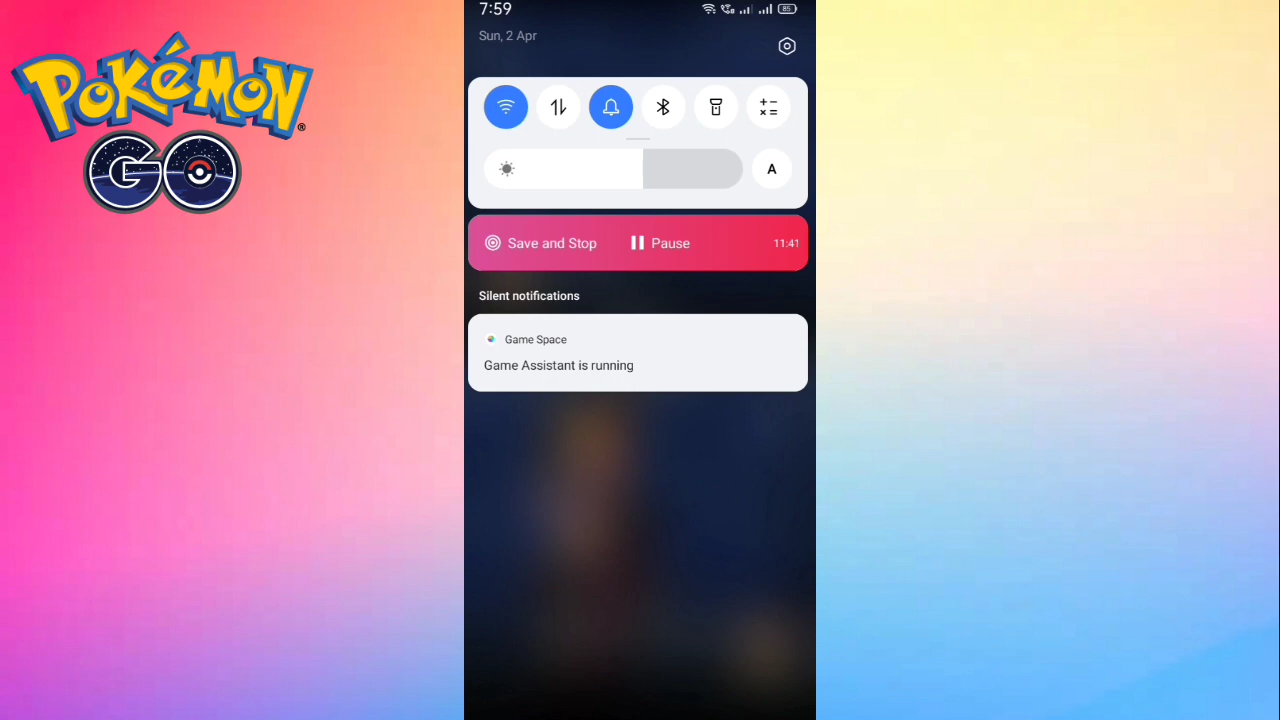 POKÉMON®
GO
7:59
85
Sun, 2 Apr
A
Save and Stop
Pause
11:41
Silent notifications
Game Space
Game Assistant is running